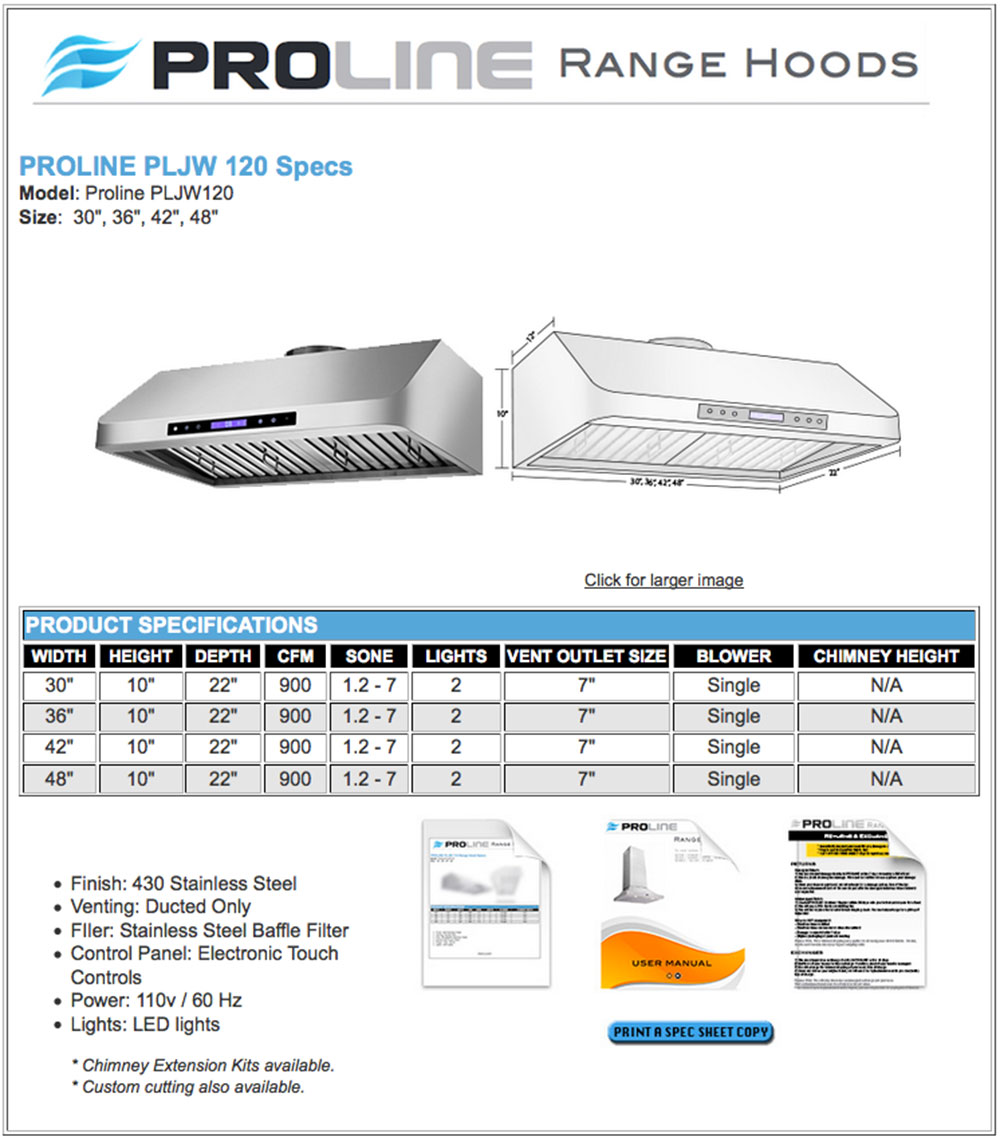 PROLINE RANGE HOODS
PROLINE PLJW 120 Specs
Model: Proline PLJW120
Size: 30", 36", 42", 48"
12"
10"
30", 36", 42", 48"
22"
Click for larger image
PRODUCT SPECIFICATIONS
WIDTH HEIGHT DEPTH CFM SONE LIGHTS VENT OUTLET SIZE BLOWER CHIMNEY HEIGHT
30" 10" 22" 900 1.2 - 7 2 7" Single N/A
36" 10" 22" 900 1.2 - 7 2 7" Single N/A
42" 10" 22" 900 1.2 - 7 2 7" Single N/A
48" 10" 22" 900 1.2 - 7 2 7" Single N/A
PROLINE RANGE
PROLINE
RANGE
USER MANUAL
PROLINE
• Finish: 430 Stainless Steel
• Venting: Ducted Only
• FIler: Stainless Steel Baffle Filter
• Control Panel: Electronic Touch
Controls
• Power: 110v / 60 Hz
• Lights: LED lights
* Chimney Extension Kits available.
* Custom cutting also available.
PRINT A SPEC SHEET COPY